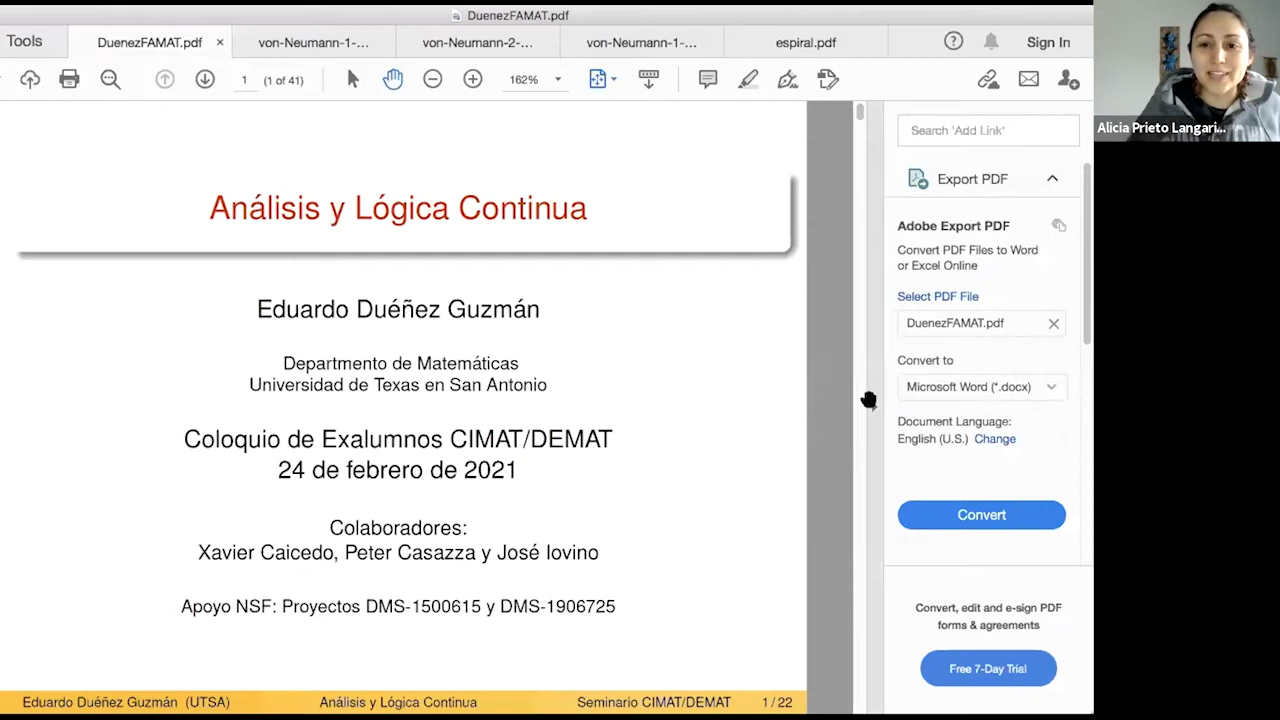 DuenezFAMAT.pdf
Tools
DuenezFAMAT.pdf ×
von-Neumann-1-...
von-Neumann-2-...
von-Neumann-1-...
espiral.pdf
Sign In
1 (1 of 41)
162%
Análisis y Lógica Continua
Eduardo Duéñez Guzmán
Departmento de Matemáticas
Universidad de Texas en San Antonio
Coloquio de Exalumnos CIMAT/DEMAT
24 de febrero de 2021
Colaboradores:
Xavier Caicedo, Peter Casazza y José Iovino
Apoyo NSF: Proyectos DMS-1500615 y DMS-1906725
Eduardo Duéñez Guzmán (UTSA) Análisis y Lógica Continua Seminario CIMAT/DEMAT 1 / 22
Search 'Add Link'
Export PDF
Adobe Export PDF
Convert PDF Files to Word
or Excel Online
Select PDF File
DuenezFAMAT.pdf
Convert to
Microsoft Word (*.docx)
Document Language:
English (U.S.) Change
Convert
Convert, edit and e-sign PDF
forms & agreements
Free 7-Day Trial
Alicia Prieto Langari...